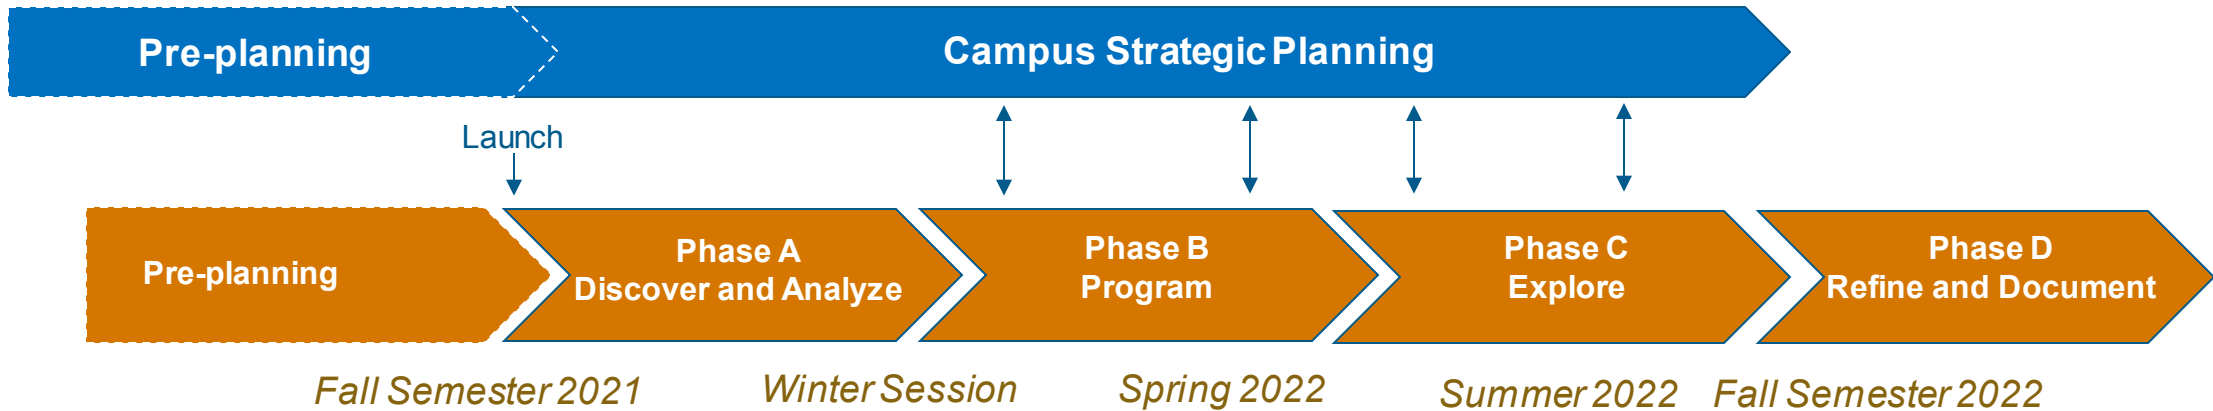 Pre-planning
Campus Strategic Planning
Launch
Pre-planning
Phase A
Discover and Analyze
Phase B
Program
Phase C
Explore
Phase D
Refine and Document
Fall Semester 2021
Winter Session
Spring 2022
Summer 2022
Fall Semester 2022